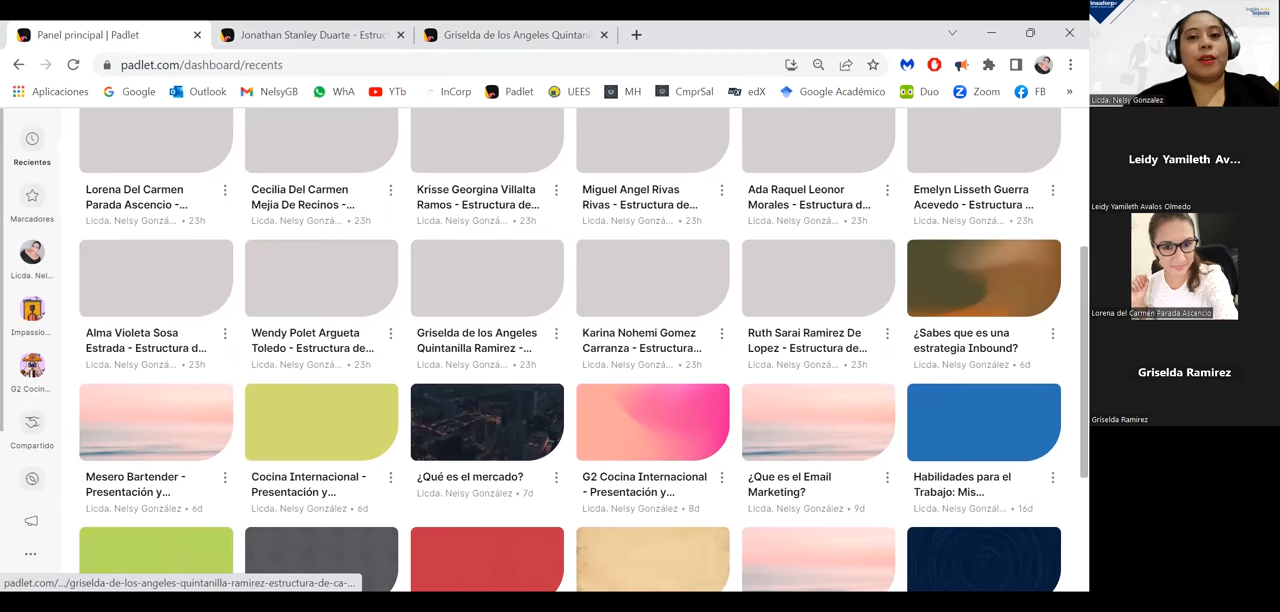 Panel principal | Padlet
Jonathan Stanley Duarte - Estruc
Griselda de los Angeles Quintanil
padlet.com/dashboard/recents
Aplicaciones Google Outlook NelsyGB WhA YTb InCorp Padlet UEES MH CmprSal edX Google Académico Duo Zoom FB »
Recientes
Marcadores
Licda. Nel...
Impassio...
G2 Cocin...
Compartido
Lorena Del Carmen
Parada Ascencio -...
Licda. Nelsy Gonzá... • 23h
Cecilia Del Carmen
Mejia De Recinos -...
Licda. Nelsy Gonzá... • 23h
Krisse Georgina Villalta
Ramos - Estructura de...
Licda. Nelsy Gonzá... • 23h
Miguel Angel Rivas
Rivas - Estructura de...
Licda. Nelsy Gonzá... • 23h
Ada Raquel Leonor
Morales - Estructura d...
Licda. Nelsy Gonzá... • 23h
Emelyn Lisseth Guerra
Acevedo - Estructura ...
Licda. Nelsy Gonzá... • 23h
Alma Violeta Sosa
Estrada - Estructura d...
Licda. Nelsy Gonzá... • 23h
Wendy Polet Argueta
Toledo - Estructura de...
Licda. Nelsy Gonzá... • 23h
Griselda de los Angeles
Quintanilla Ramirez -...
Licda. Nelsy Gonzá... • 23h
Karina Nohemi Gomez
Carranza - Estructura...
Licda. Nelsy Gonzá... • 23h
Ruth Sarai Ramirez De
Lopez - Estructura de...
Licda. Nelsy Gonzá... • 23h
¿Sabes que es una
estrategia Inbound?
Licda. Nelsy González • 6d
Mesero Bartender -
Presentación y...
Licda. Nelsy González • 6d
Cocina Internacional -
Presentación y...
Licda. Nelsy González • 6d
¿Qué es el mercado?
Licda. Nelsy González • 7d
G2 Cocina Internacional
- Presentación y...
Licda. Nelsy González • 8d
¿Que es el Email
Marketing?
Licda. Nelsy González • 9d
Habilidades para el
Trabajo: Mis...
Licda. Nelsy González • 16d
padlet.com/.../griselda-de-los-angeles-quintanilla-ramirez-estructura-de-ca-...
Insaforp
Licda. Nelsy Gonzalez
Leidy Yamileth Av...
Leidy Yamileth Avalos Olmedo
Lorena del Carmen Parada Ascencio
Griselda Ramirez
Griselda Ramirez